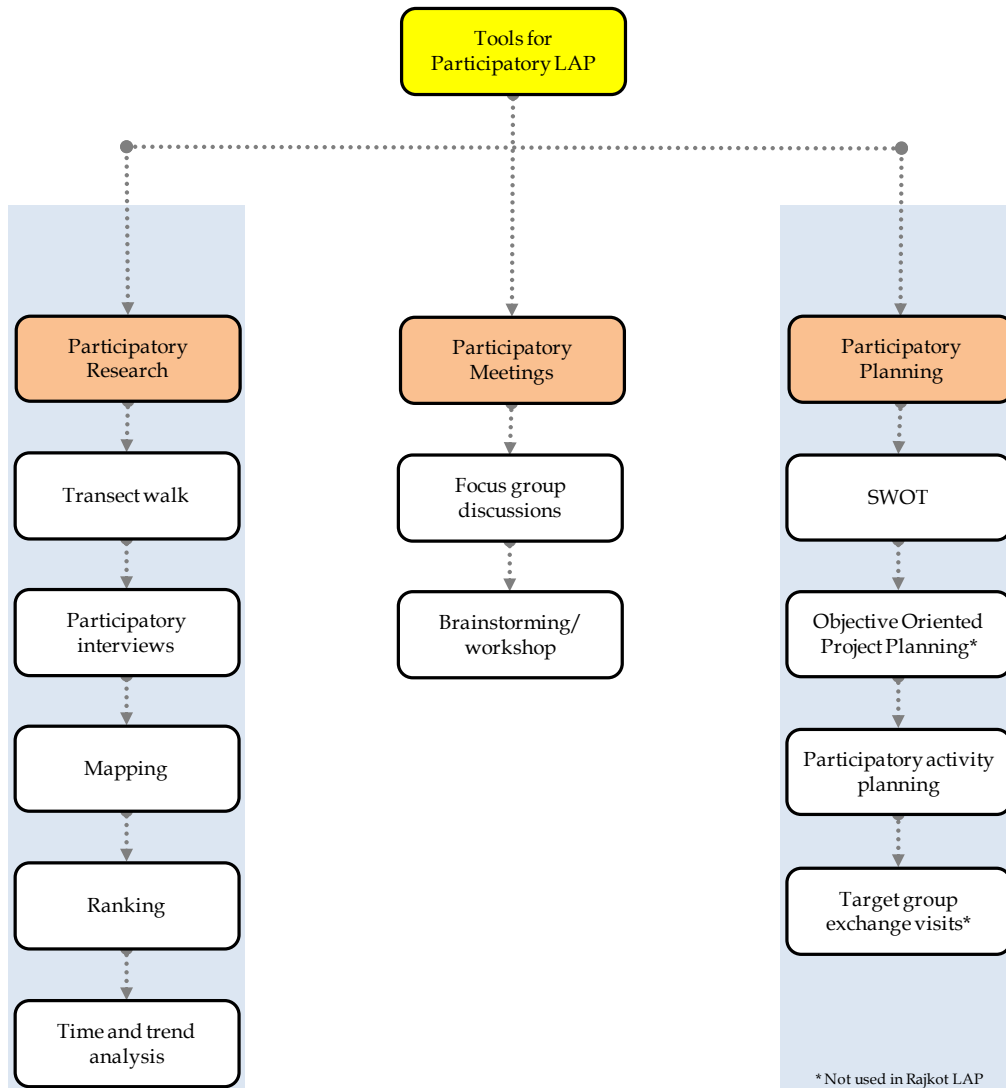 Tools for
Participatory LAP
Participatory
Research
Transect walk
Participatory
interviews
Mapping
Ranking
Time and trend
analysis
Participatory
Meetings
Focus group
discussions
Brainstorming/
workshop
Participatory
Planning
SWOT
Objective Oriented
Project Planning*
Participatory activity
planning
Target group
exchange visits*
* Not used in Rajkot LAP